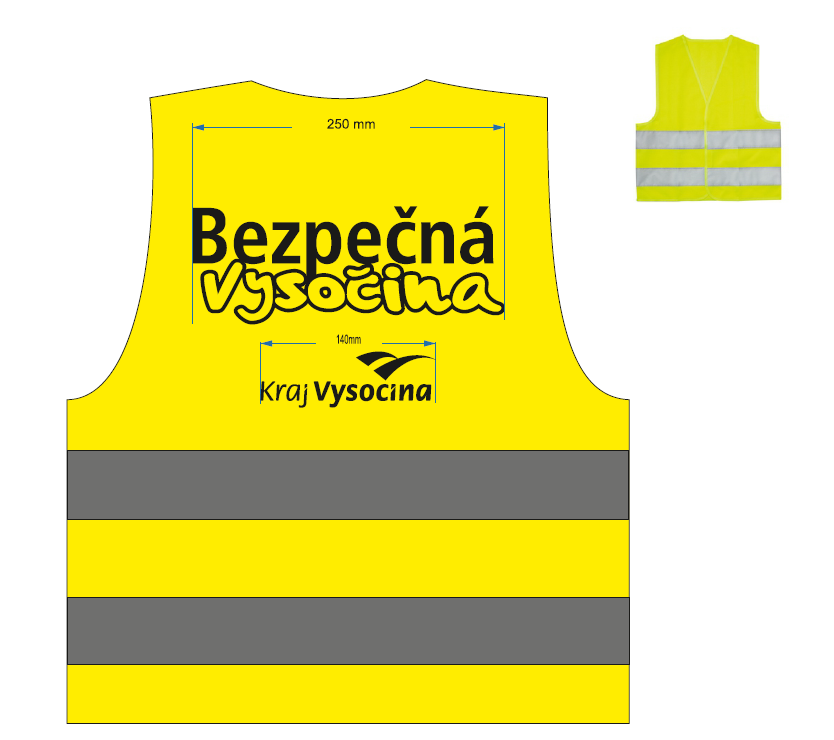 250 mm
Bezpečná
Vysočina
140mm
Kraj Vysočina